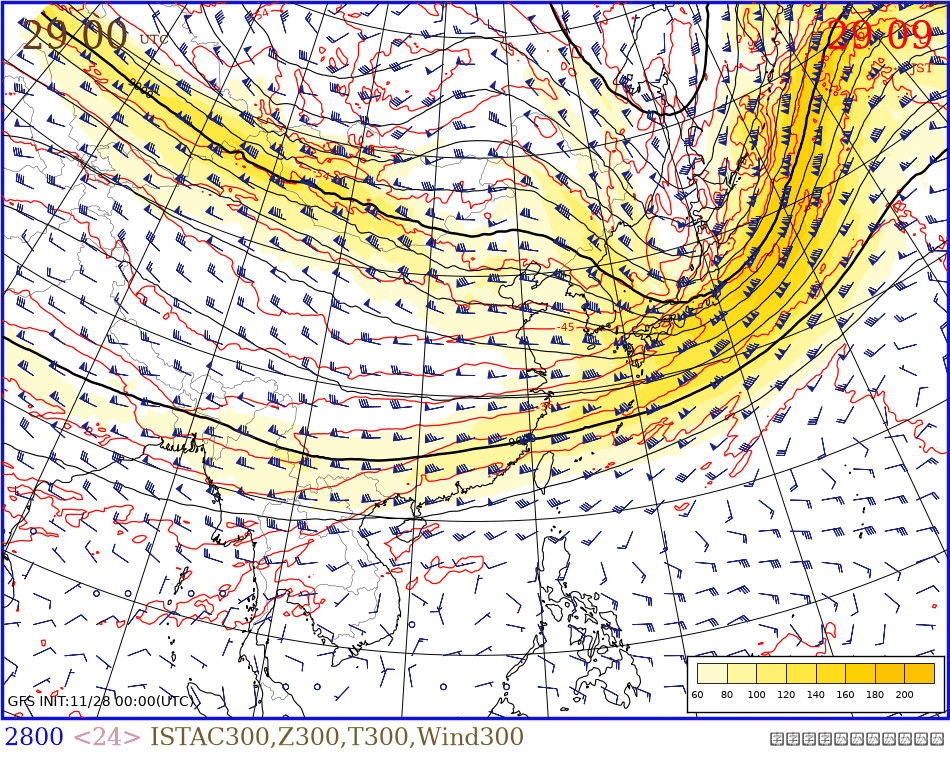 29 00 UTC
29 09 JST
-45
60 80 100 120 140 160 180 200
GFS INIT:11/28 00:00(UTC)
2800 <24> ISTAC300,Z300,T300,Wind300